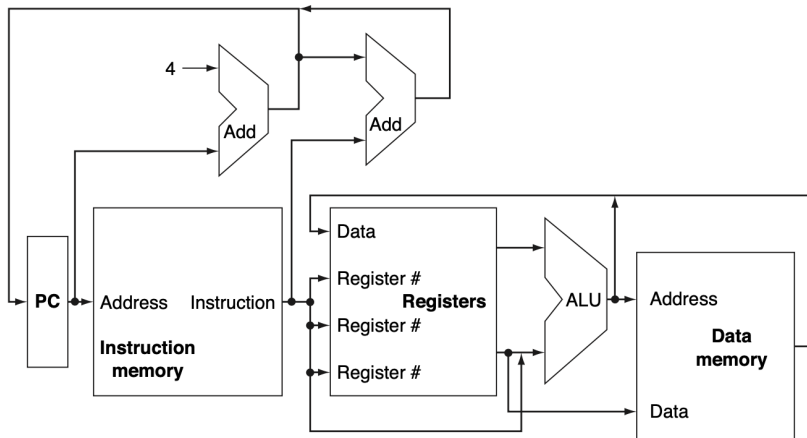 4
Add
Add
Data
PC
Address
Instruction
Instruction
memory
Register #
Registers
Register #
Register #
ALU
Address
Data
memory
Data